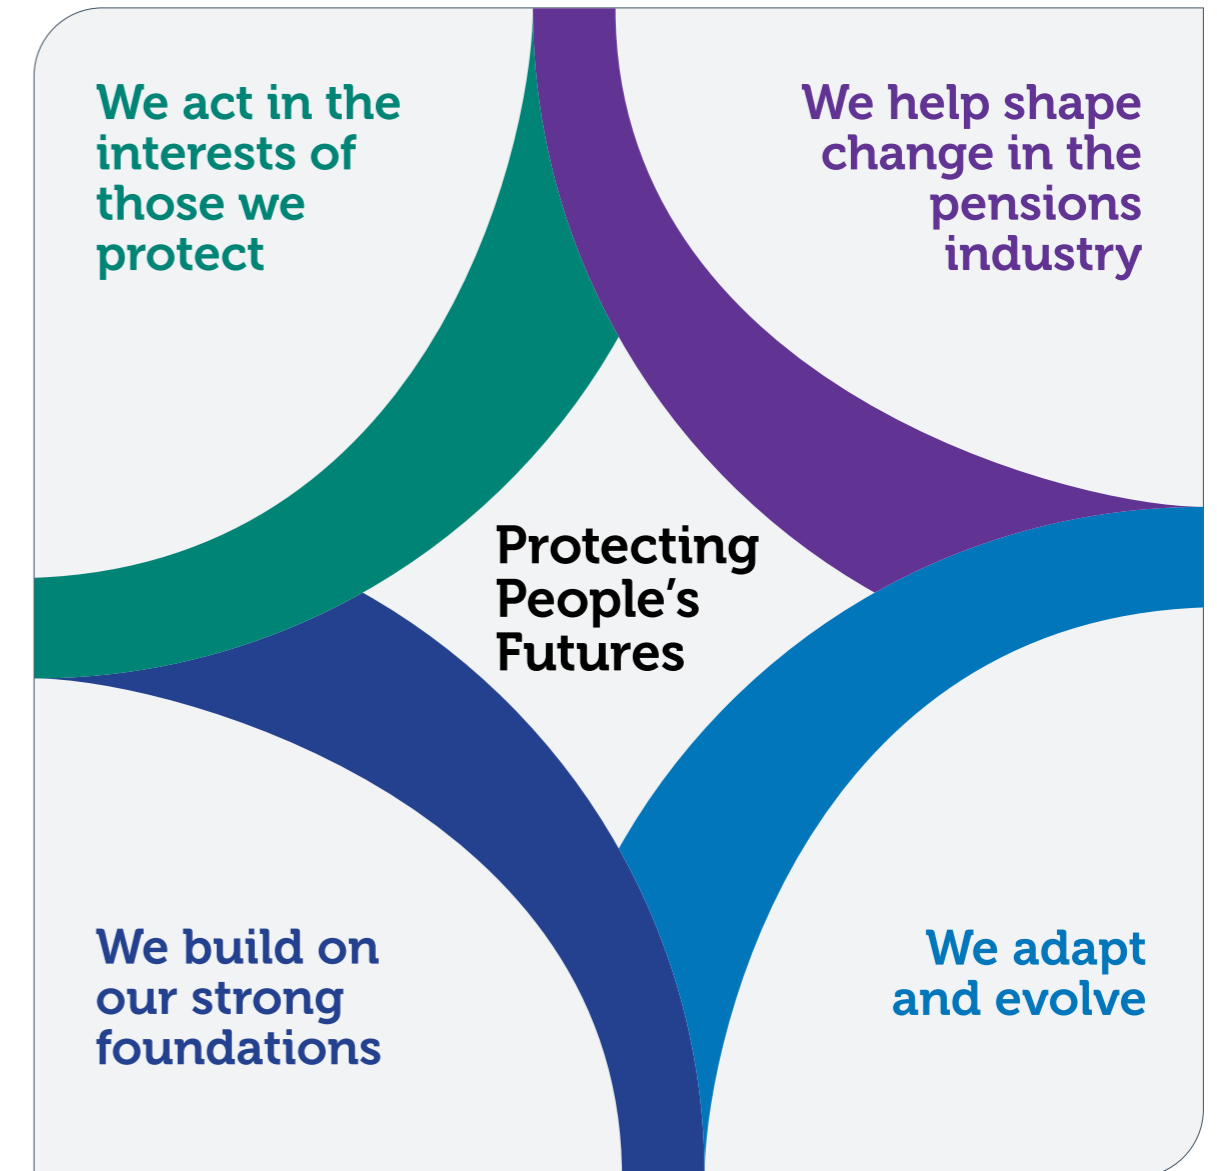 We act in the
interests of
those we
protect
We help shape
change in the
pensions
industry
Protecting
People’s
Futures
We build on
our strong
foundations
We adapt
and evolve